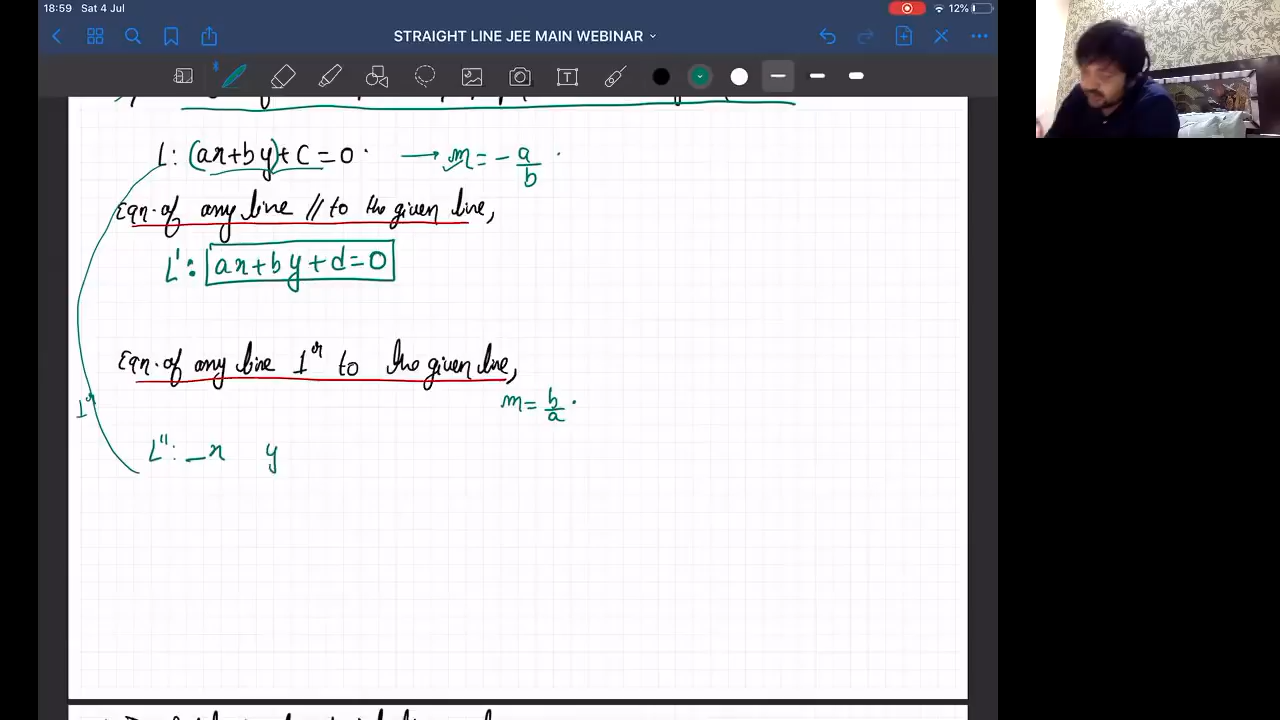 18:59 Sat 4 Jul
12%
STRAIGHT LINE JEE MAIN WEBINAR
L: (ax+by)+c=0 → m=-a/b
Eqn. of any line // to the given line,
L': ax+by+d=0
Eqn. of any line ⊥r to the given line,
m=b/a
⊥r
L'': _x y